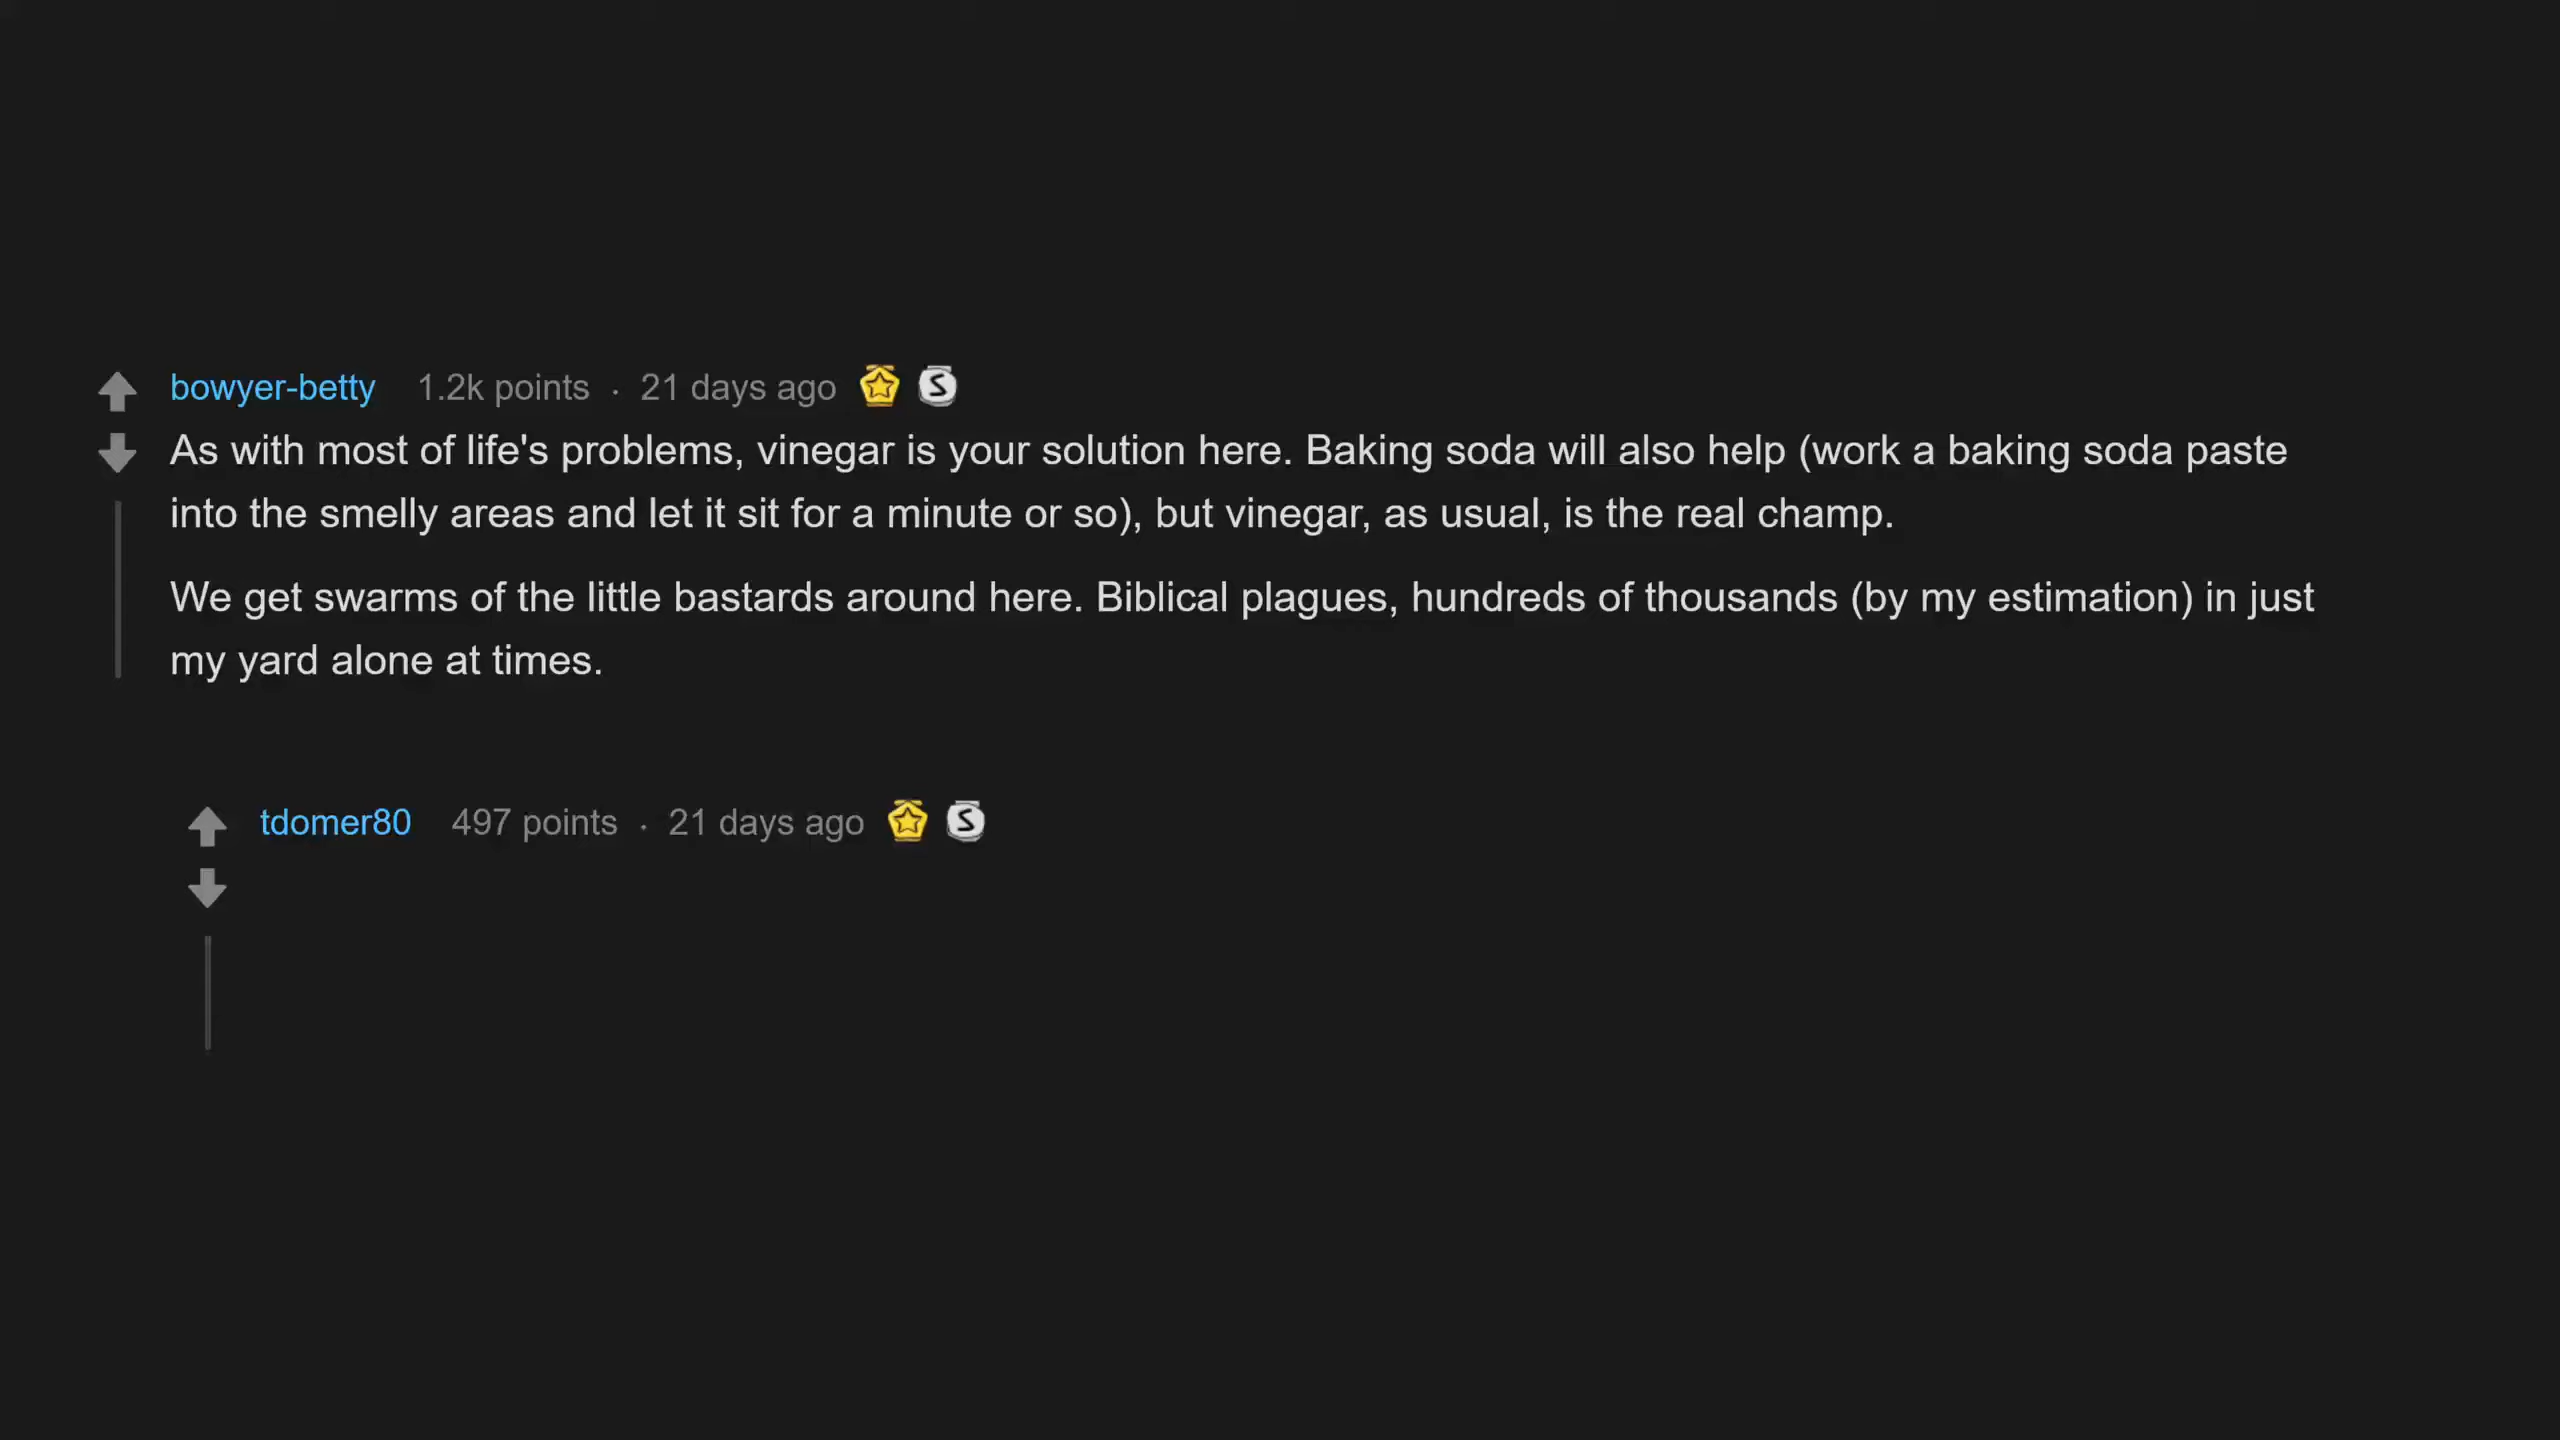 bowyer-betty 1.2k points · 21 days ago
As with most of life's problems, vinegar is your solution here. Baking soda will also help (work a baking soda paste
into the smelly areas and let it sit for a minute or so), but vinegar, as usual, is the real champ.
We get swarms of the little bastards around here. Biblical plagues, hundreds of thousands (by my estimation) in just
my yard alone at times.
tdomer80 497 points · 21 days ago